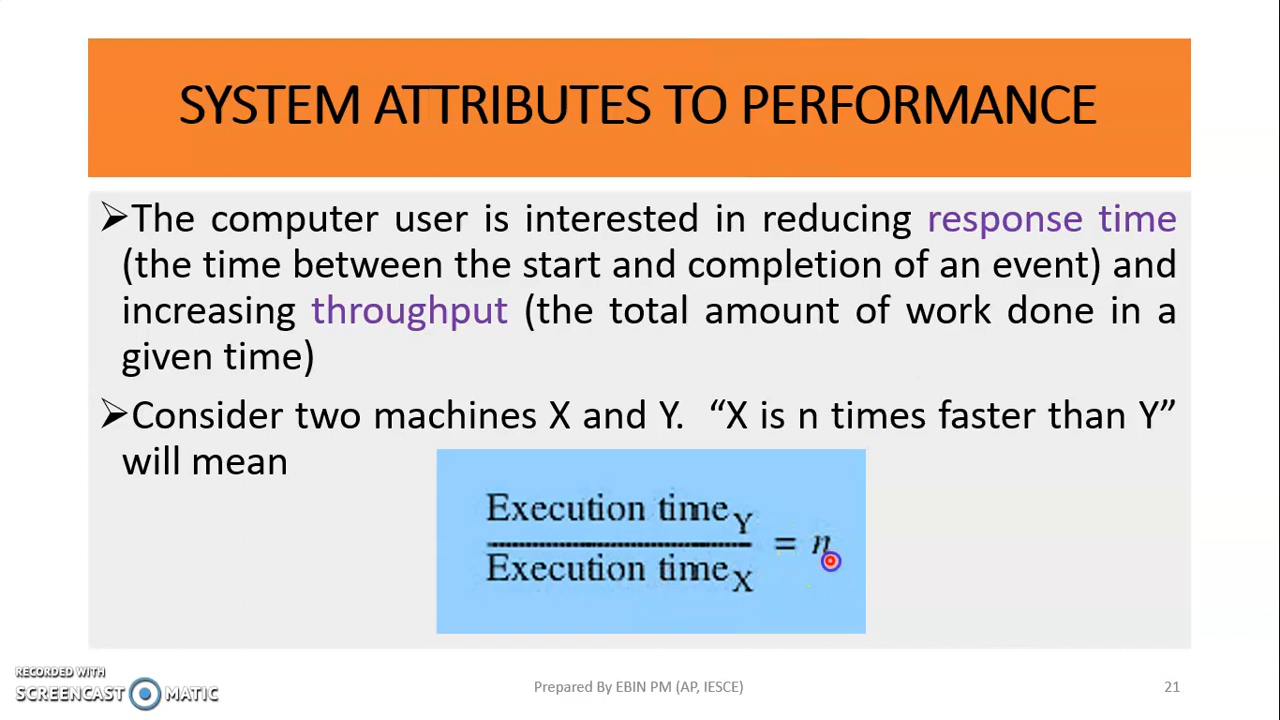 SYSTEM ATTRIBUTES TO PERFORMANCE
➢The computer user is interested in reducing response time
(the time between the start and completion of an event) and
increasing throughput (the total amount of work done in a
given time)
➢Consider two machines X and Y. “X is n times faster than Y”
will mean
Execution time_Y
Execution time_X
= n
RECORDED WITH
SCREENCAST MATIC
Prepared By EBIN PM (AP, IESCE)
21